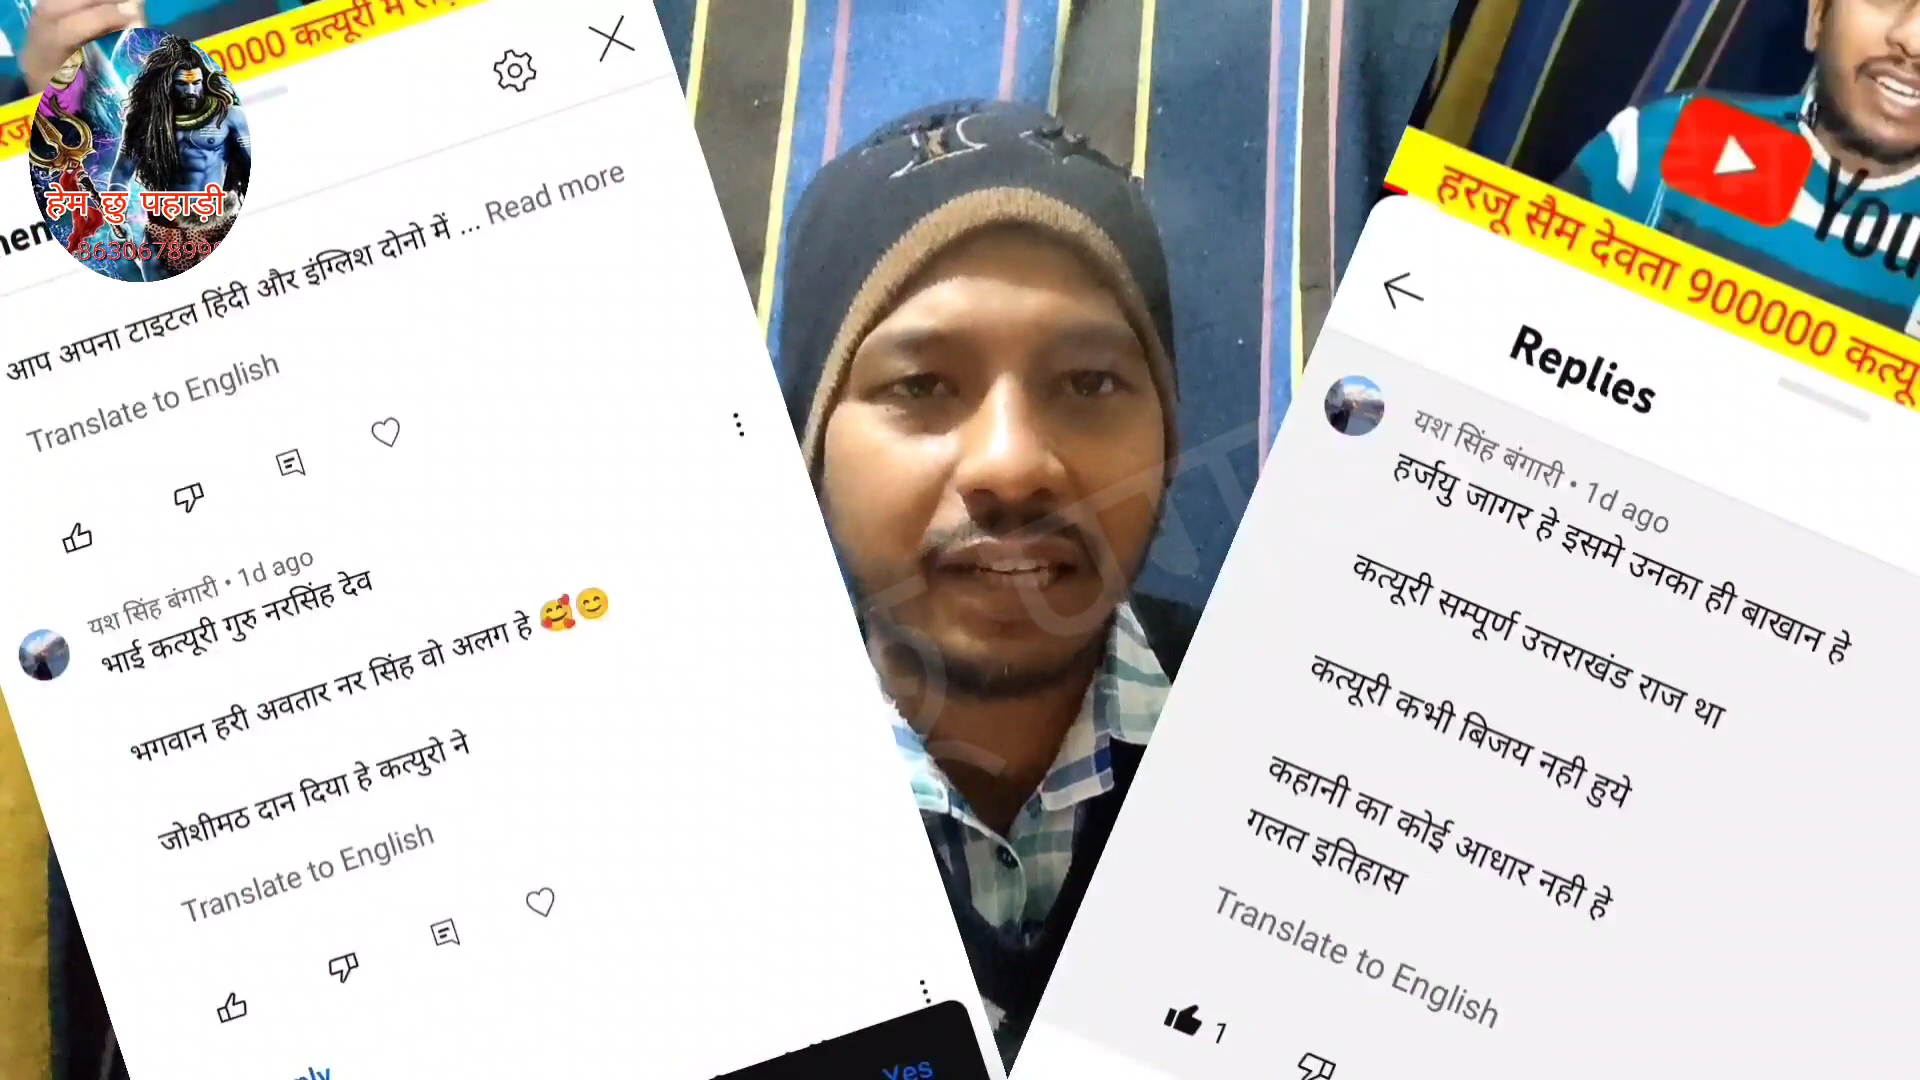 0000 कत्यूरी में
हेम छु पहाड़ी
863067899
आप अपना टाइटल हिंदी और इंग्लिश दोनो में ... Read more
Translate to English
यश सिंह बंगारी • 1d ago
भाई कत्यूरी गुरु नरसिंह देव
भगवान हरी अवतार नर सिंह वो अलग हे 🥰😊
जोशीमठ दान दिया हे कत्युरो ने
Translate to English
Yes
You
हरजू सैम देवता 900000 कत्यू
Replies
यश सिंह बंगारी • 1d ago
हर्जयु जागर हे इसमे उनका ही बाखान हे
कत्यूरी सम्पूर्ण उत्तराखंड राज था
कत्यूरी कभी बिजय नही हुये
कहानी का कोई आधार नही हे
गलत इतिहास
Translate to English
1